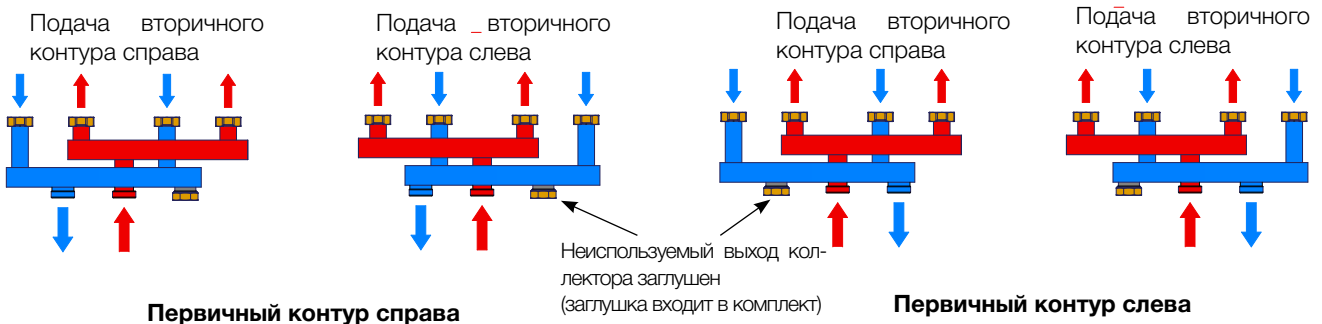 Подача вторичного
контура справа
Подача вторичного
контура слева
Подача вторичного
контура справа
Подача вторичного
контура слева
Неиспользуемый выход кол-
лектора заглушен
(заглушка входит в комплект)
Первичный контур справа
Первичный контур слева